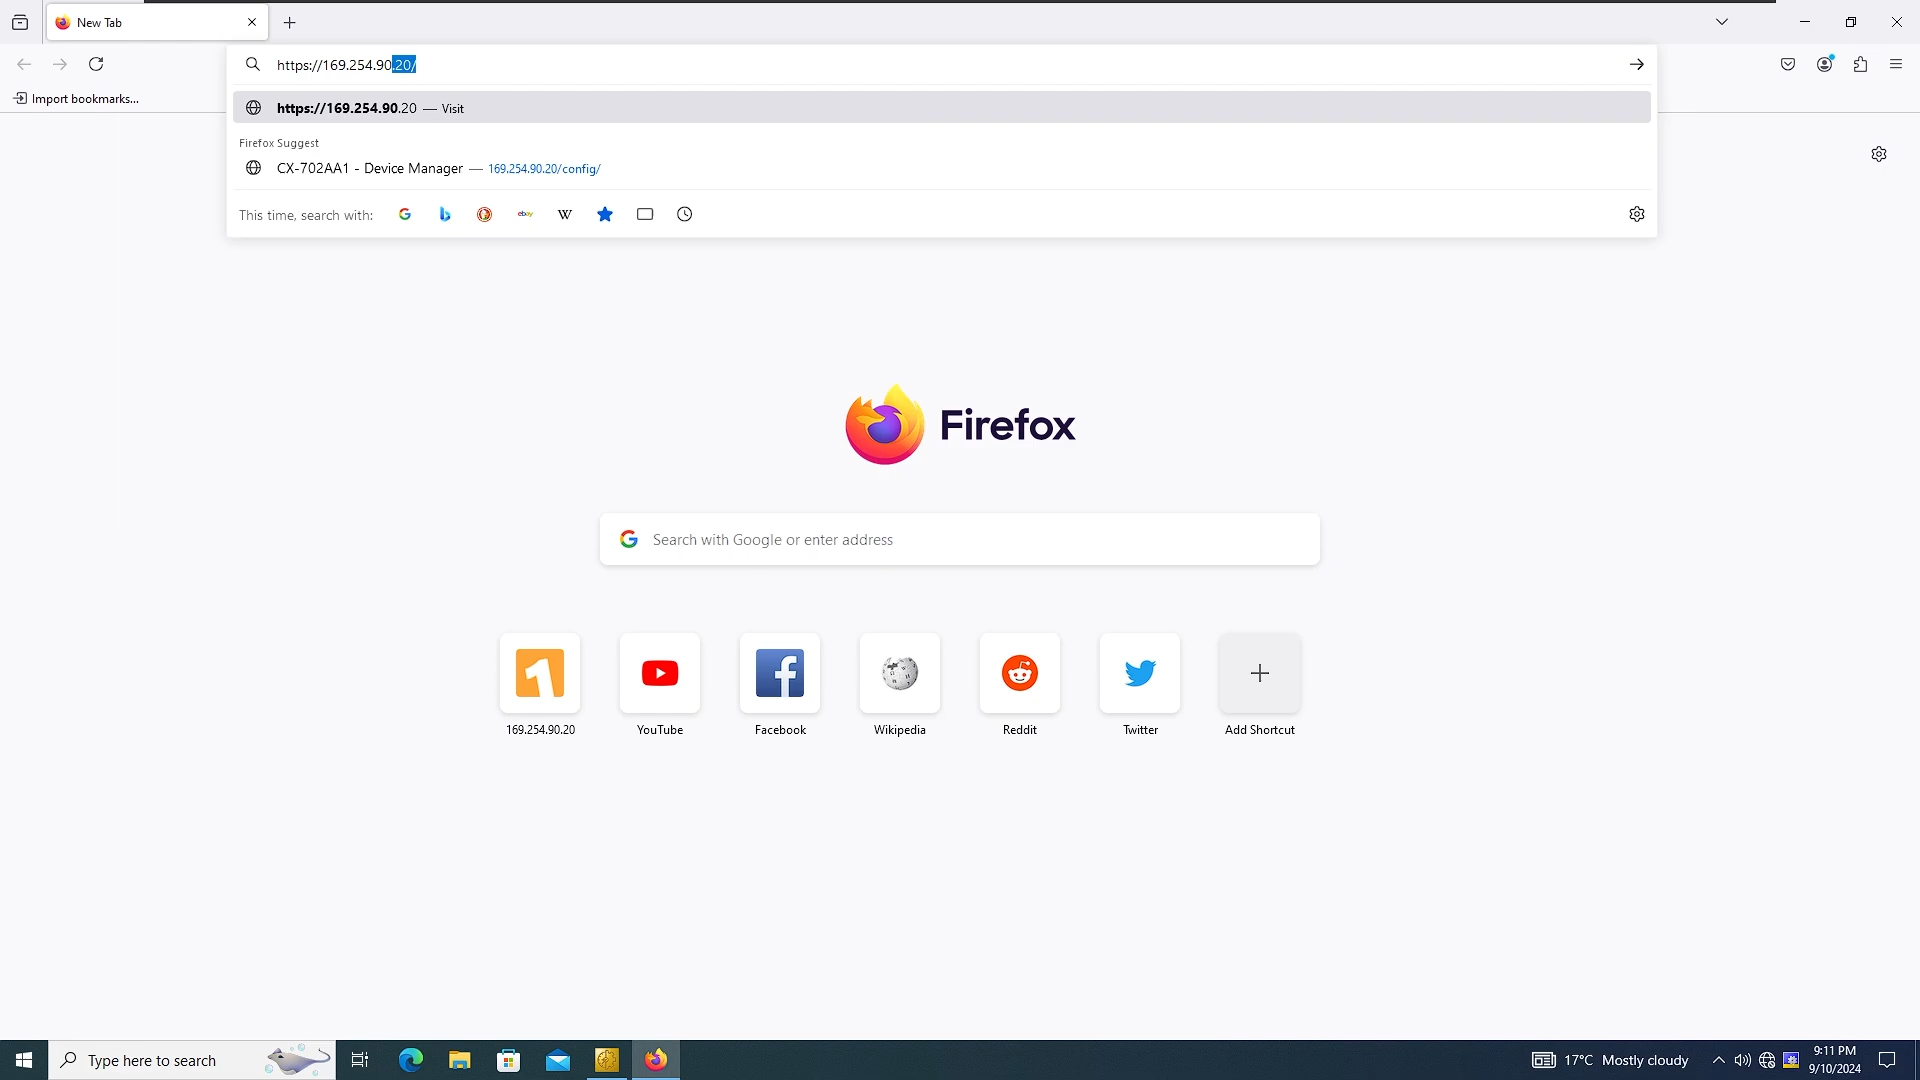 New Tab
https://169.254.90.20/
Import bookmarks...
https://169.254.90.20 — Visit
Firefox Suggest
CX-702AA1 - Device Manager — 169.254.90.20/config/
This time, search with:
ebay
W
Firefox
Search with Google or enter address
169.254.90.20
YouTube
Facebook
Wikipedia
Reddit
Twitter
Add Shortcut
Type here to search
17°C Mostly cloudy
9:11 PM
9/10/2024